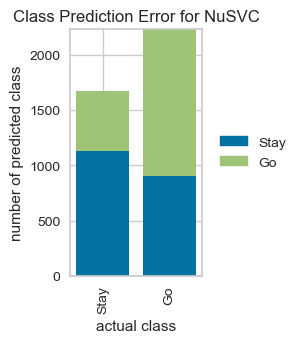 Class Prediction Error for NuSVC
number of predicted class
2000
1500
1000
500
0
Stay
Go
actual class
Stay
Go